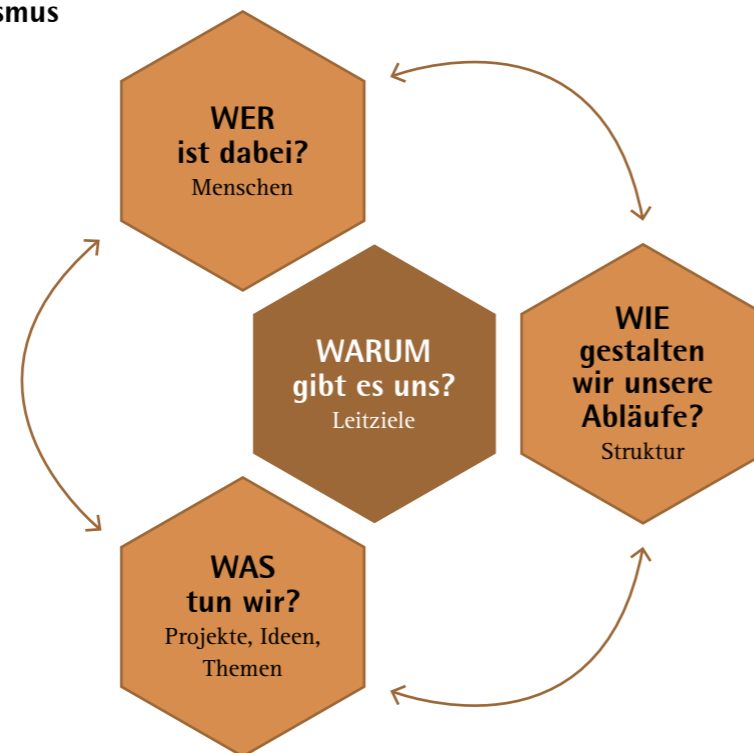 smus
WER
ist dabei?
Menschen
WARUM
gibt es uns?
Leitziele
WIE
gestalten
wir unsere
Abläufe?
Struktur
WAS
tun wir?
Projekte, Ideen,
Themen